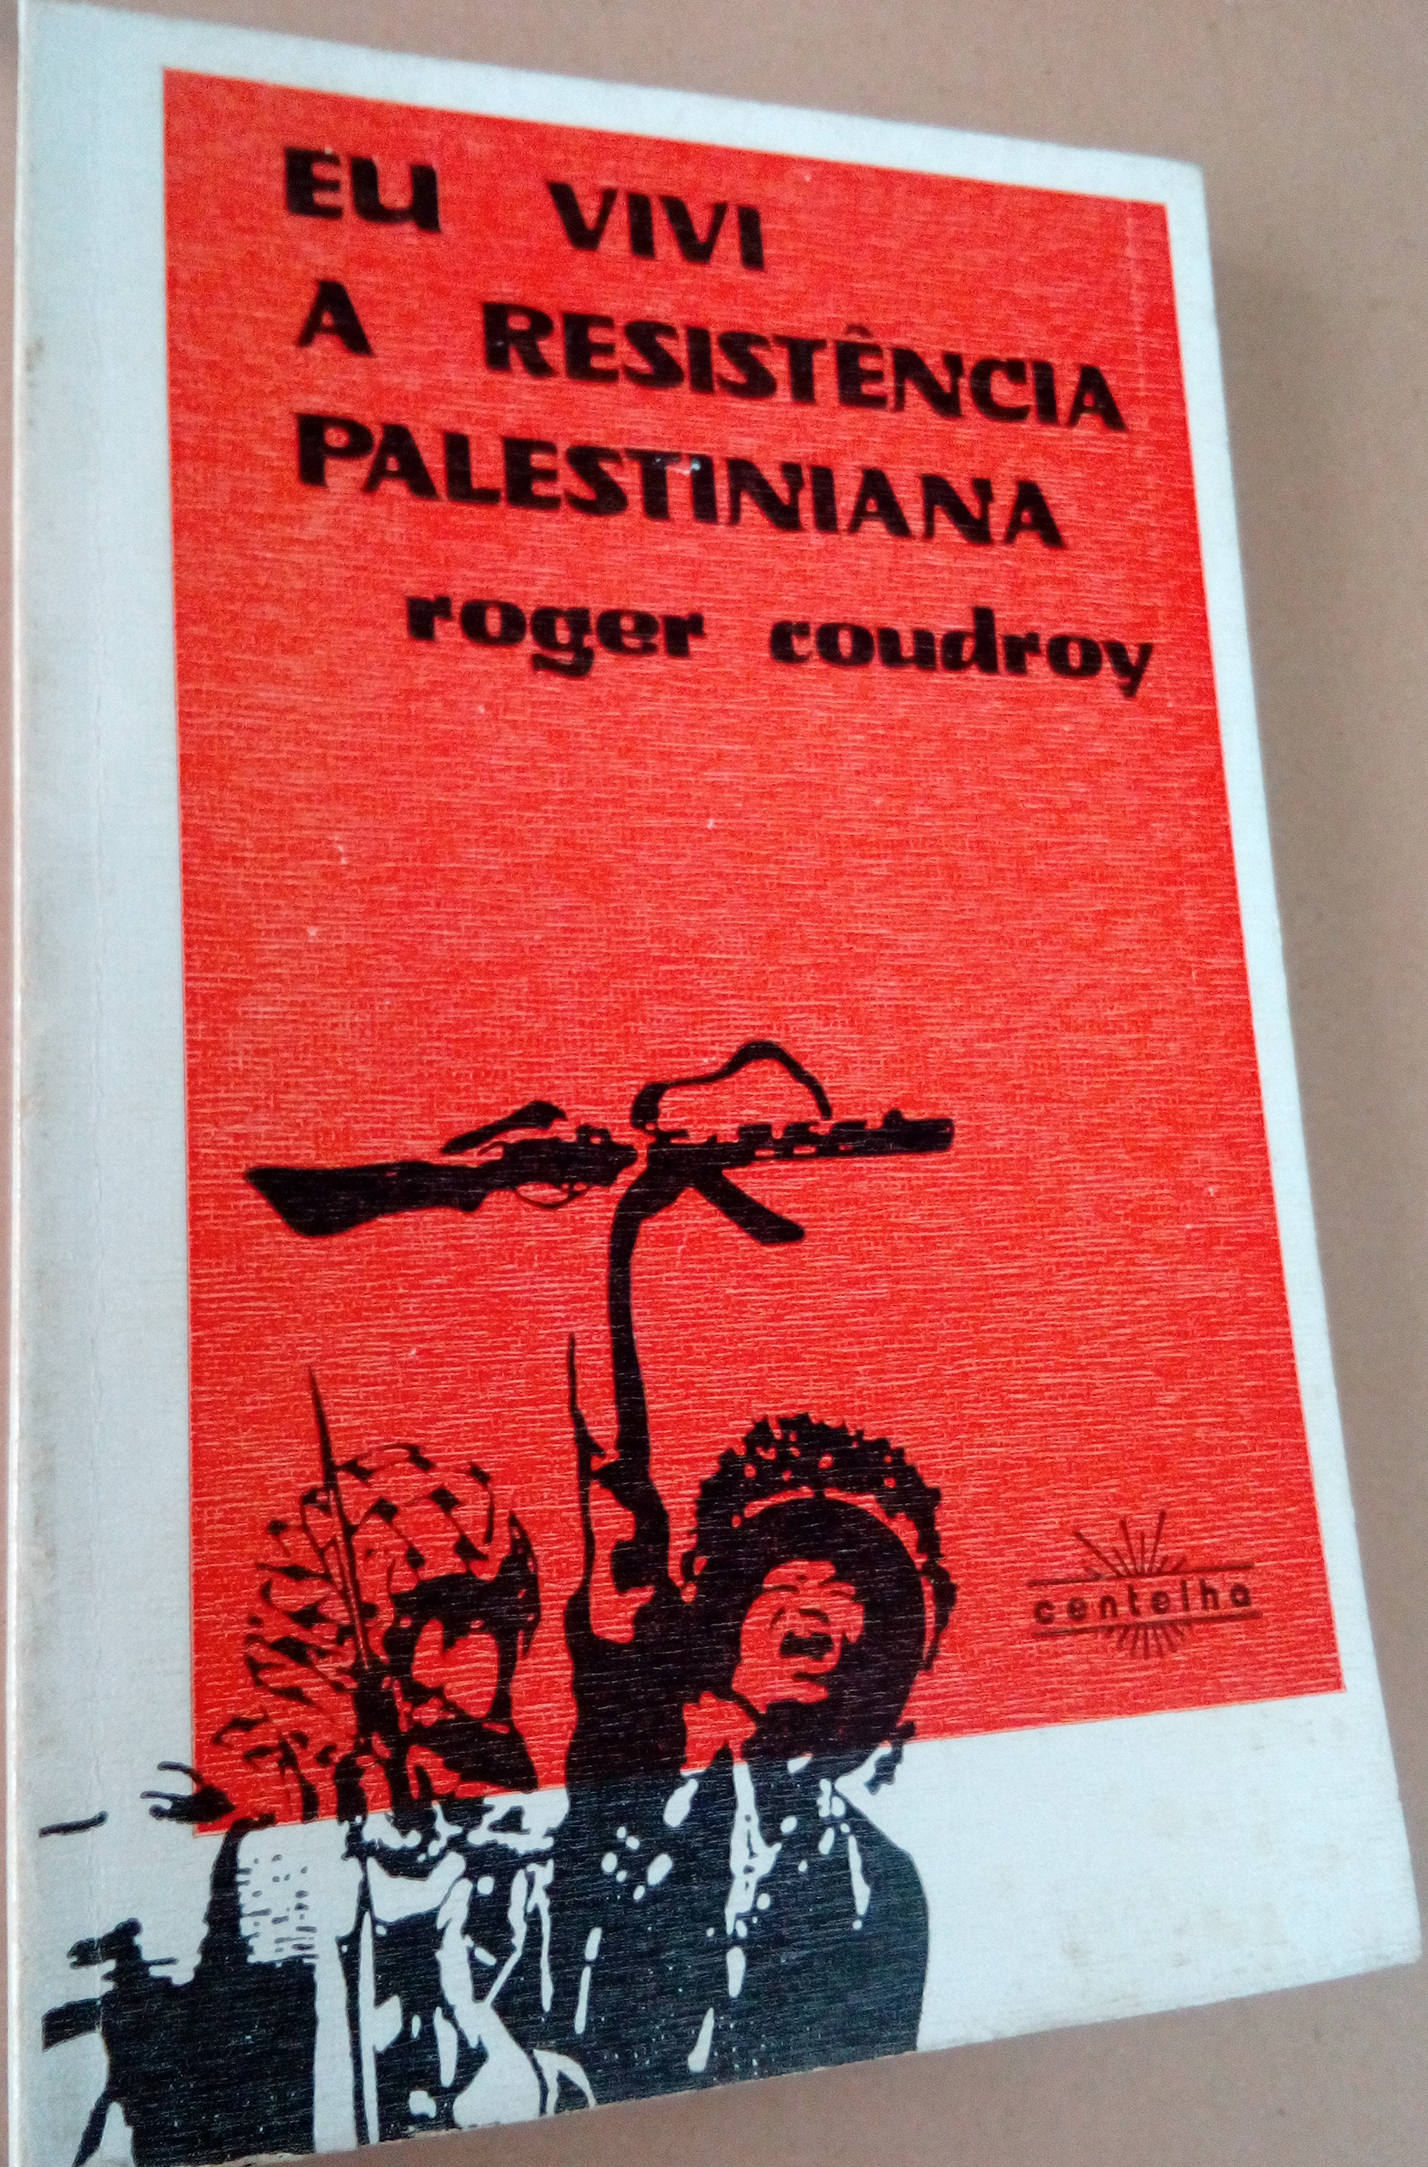 EU VIVI
A RESISTÊNCIA
PALESTINIANA
roger coudroy
centelha